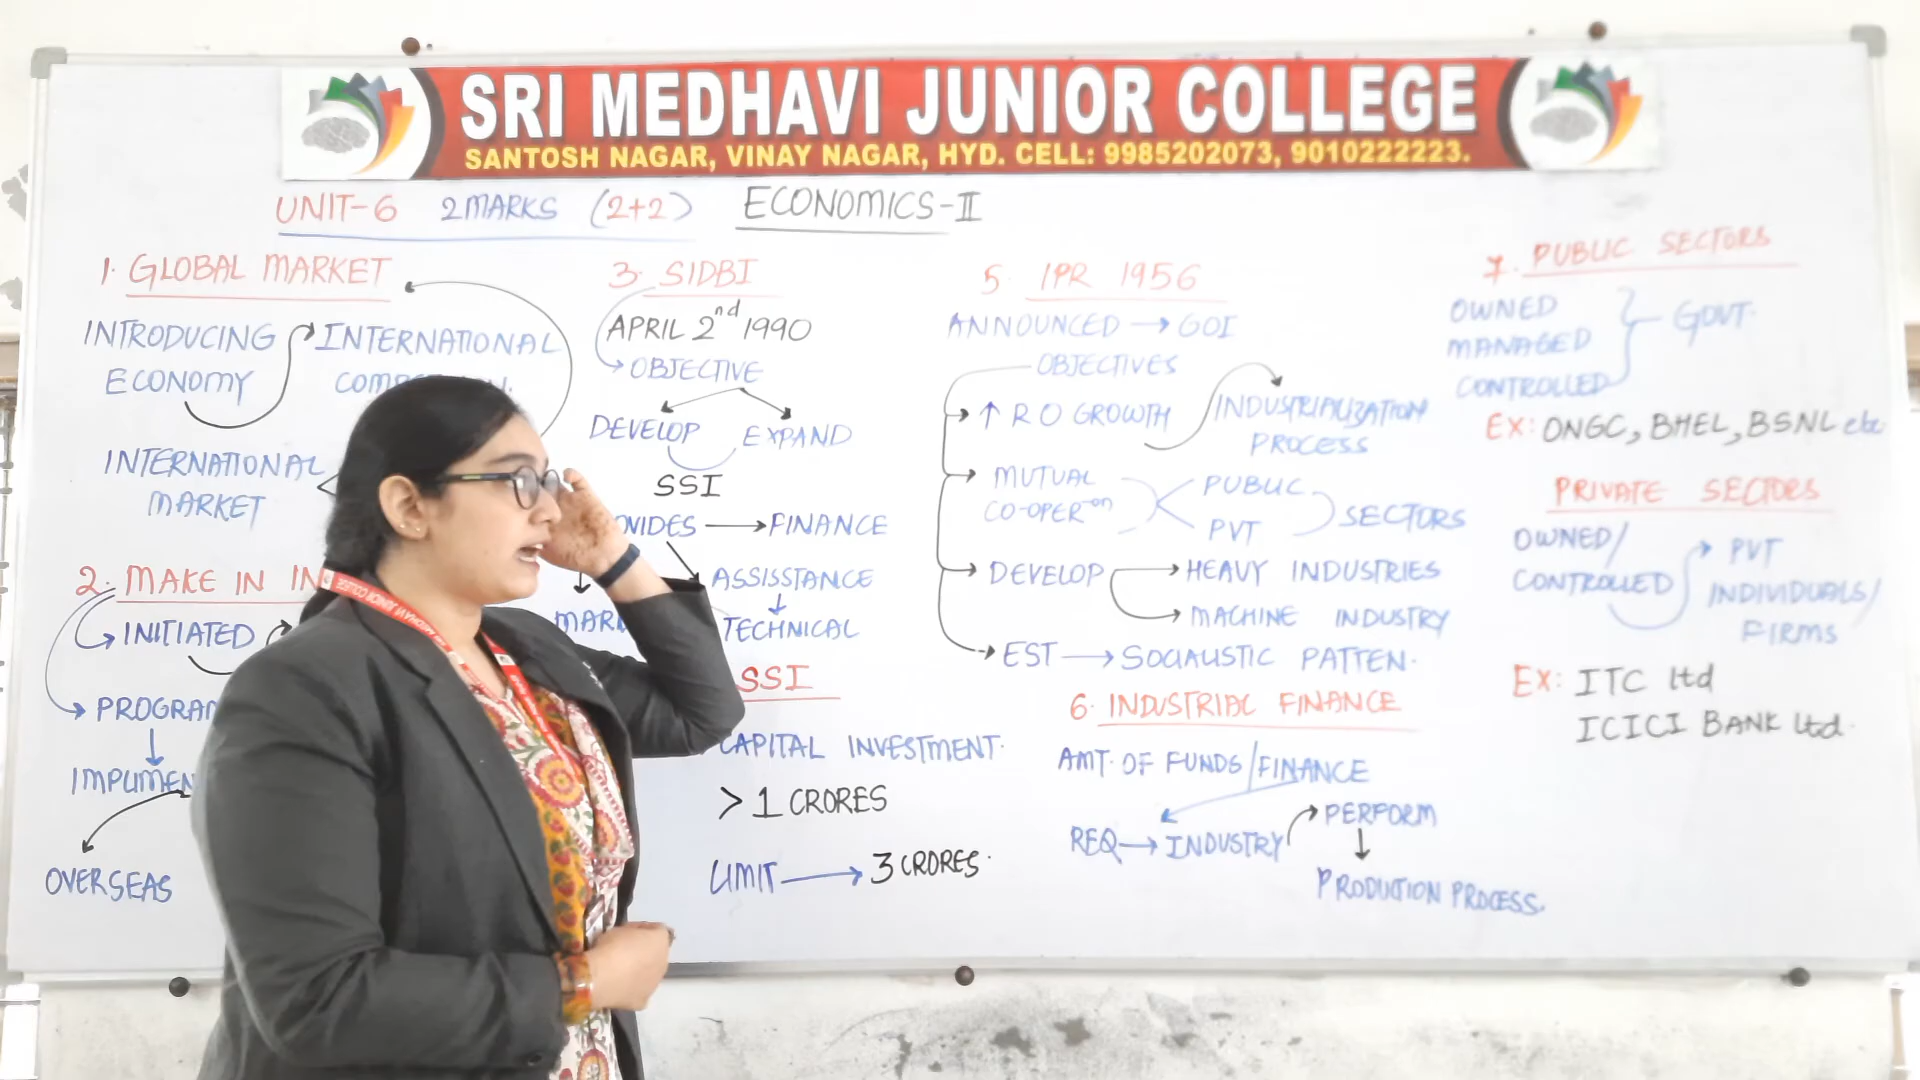 SRI MEDHAVI JUNIOR COLLEGE
SANTOSH NAGAR, VINAY NAGAR, HYD. CELL: 9985202073, 9010222223.
UNIT-6 2MARKS (2+2) ECONOMICS-II
1. GLOBAL MARKET
INTRODUCING
ECONOMY
INTERNATIONAL
INTERNATIONAL
MARKET
2. MAKE IN
INITIATED
OVERSEAS
3. SIDBI
APRIL 2nd 1990
OBJECTIVE
DEVELOP EXPAND
SSI
FINANCE
ASSISSTANCE
TECHNICAL
SSI
CAPITAL INVESTMENT.
> 1 CRORES
LIMIT → 3 CRORES.
5. IPR 1956
ANNOUNCED → GOI
OBJECTIVES
↑ R O GROWTH
INDUSTRIALIZATION
PROCESS
MUTUAL
CO-OPERon
PUBLIC
PVT
SECTORS
DEVELOP
HEAVY INDUSTRIES
MACHINE INDUSTRY
EST → SOCIALISTIC PATTEN.
6. INDUSTRIAL FINANCE
AMT. OF FUNDS/FINANCE
REQ → INDUSTRY
PERFORM
PRODUCTION PROCESS.
7. PUBLIC SECTORS
OWNED
MANAGED
CONTROLLED
GOVT.
EX: ONGC, BHEL, BSNL etc
PRIVATE SECTORS
OWNED/
CONTROLLED
PVT
INDIVIDUALS/
FIRMS
EX: ITC ltd
ICICI BANK Ltd.